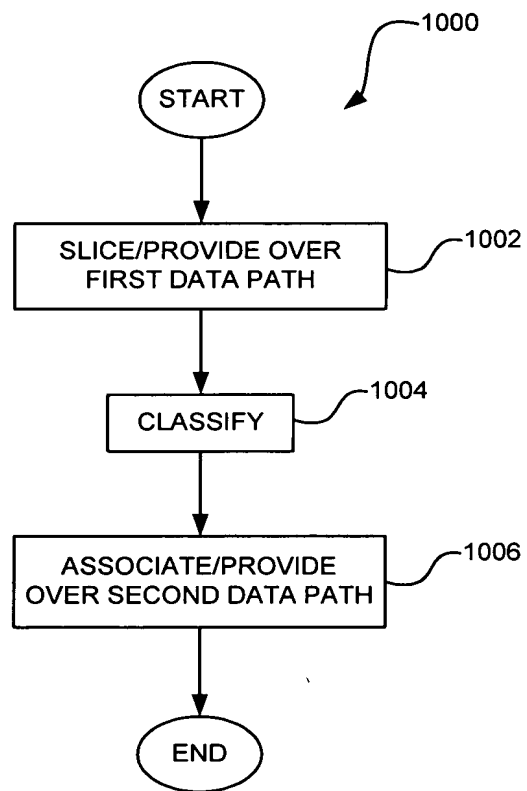 1000
START
SLICE/PROVIDE OVER
FIRST DATA PATH
1002
CLASSIFY
1004
ASSOCIATE/PROVIDE
OVER SECOND DATA PATH
1006
END